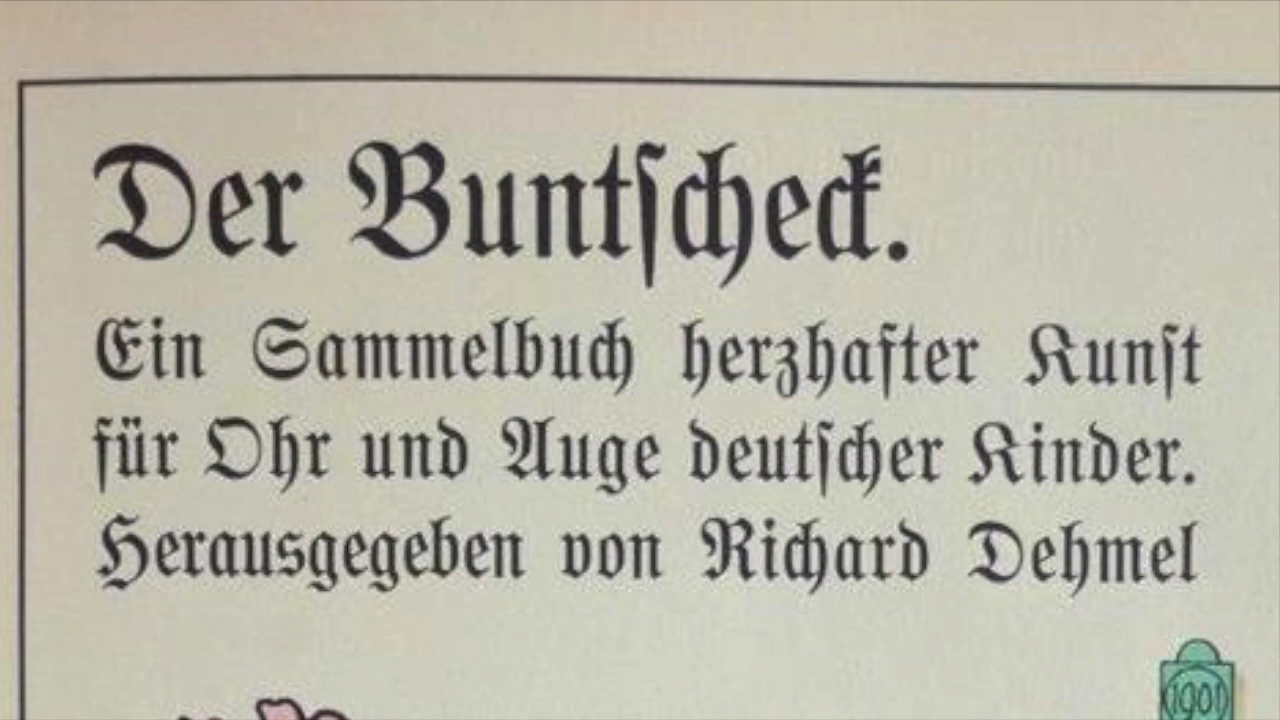 Der Buntſcheck.
Ein Sammelbuch herzhafter Kunſt
für Ohr und Auge deutſcher Kinder.
Herausgegeben von Richard Dehmel
1901